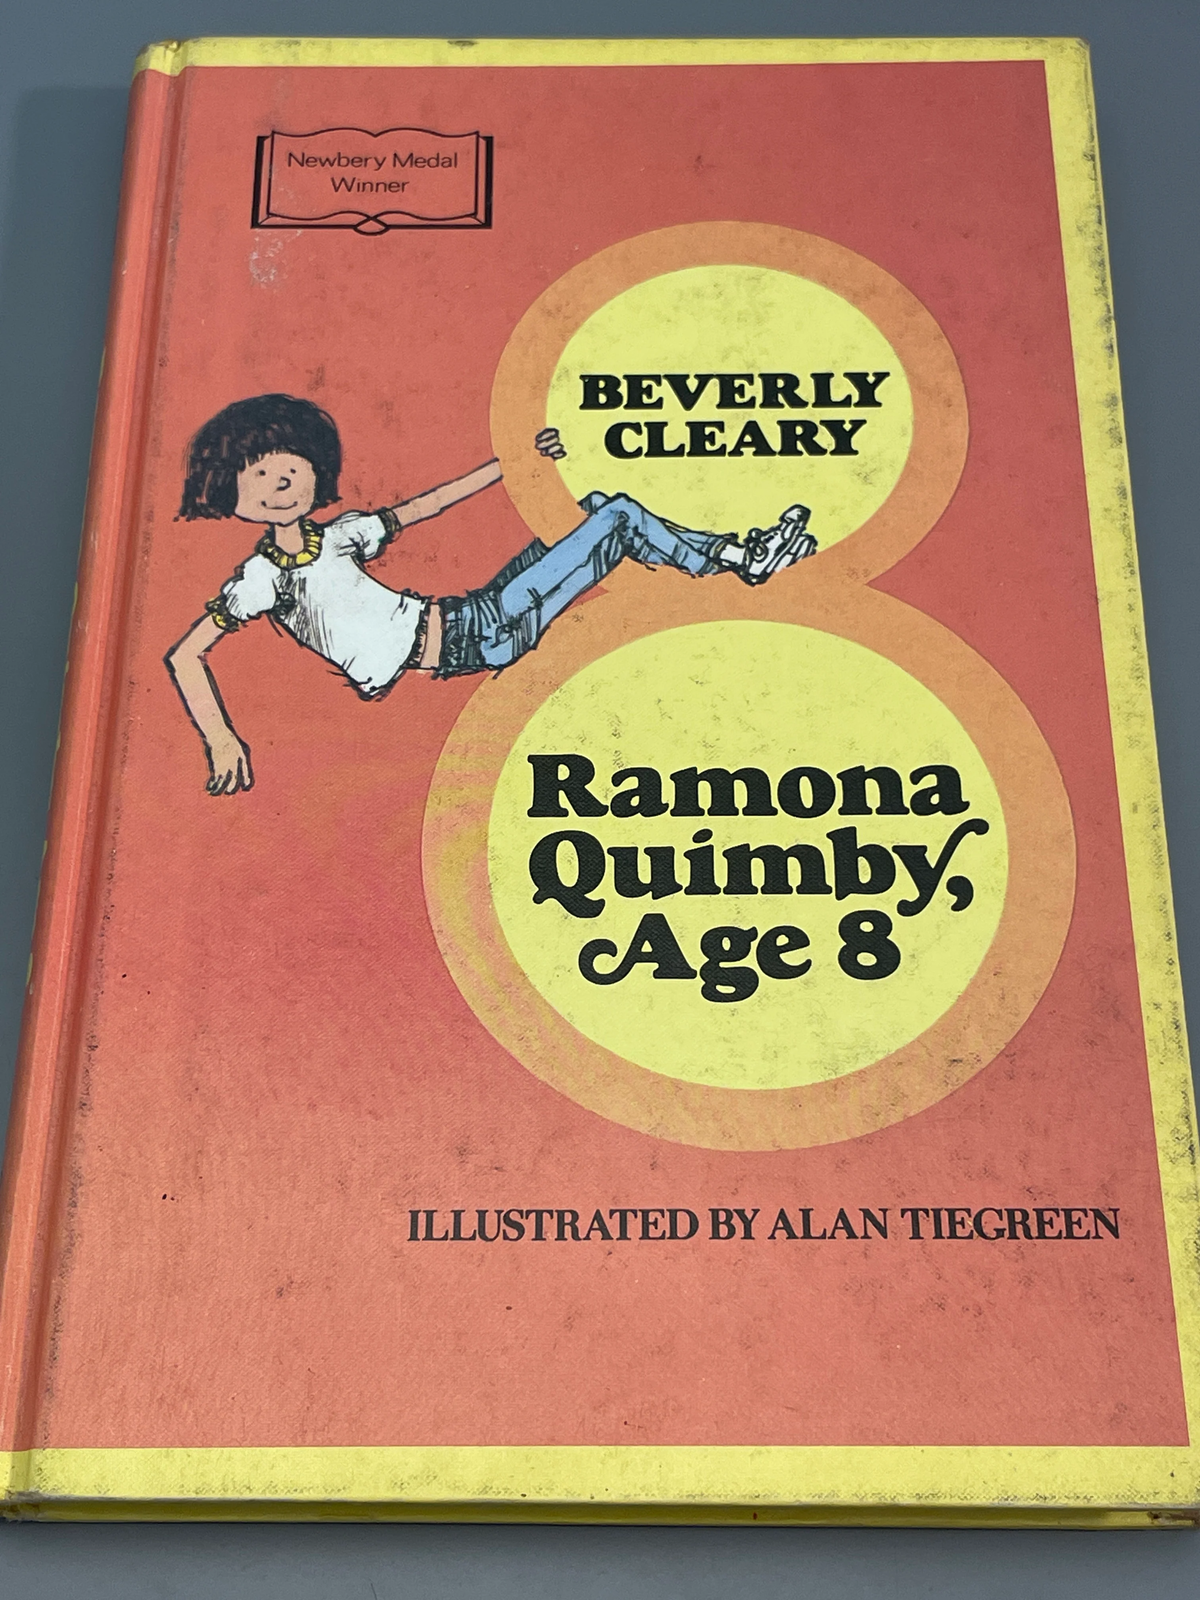 Newbery Medal
Winner
BEVERLY
CLEARY
Ramona
Quimby,
Age 8
ILLUSTRATED BY ALAN TIEGREEN